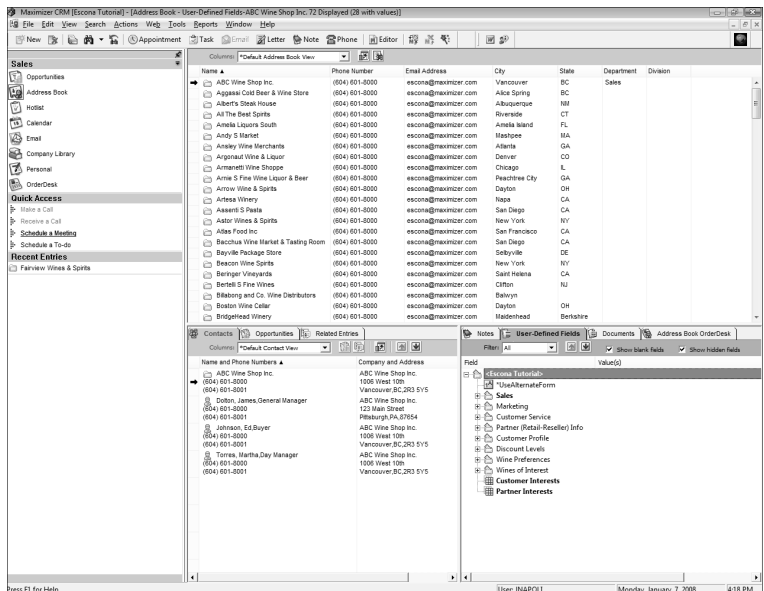 Maximizer CRM [Escona Tutorial] - [Address Book - User-Defined Fields-ABC Wine Shop Inc. 72 Displayed (28 with values)]
File Edit View Search Actions Web Tools Reports Window Help
New Appointment Task Email Letter Note Phone Editor
Sales
Opportunities
Address Book
Hotlist
Calendar
Email
Company Library
Personal
OrderDesk
Quick Access
Make a Call
Receive a Call
Schedule a Meeting
Schedule a To-do
Recent Entries
Fairview Wines & Spirits
Columns: *Default Address Book View
Name Phone Number Email Address City State Department Division
ABC Wine Shop Inc. (604) 601-8000 escona@maximizer.com Vancouver BC Sales
Aggassi Cold Beer & Wine Store (604) 601-8000 escona@maximizer.com Alice Spring BC
Albert's Steak House (604) 601-8000 escona@maximizer.com Albuquerque NM
All The Best Spirits (604) 601-8000 escona@maximizer.com Riverside CT
Amelia Liquors South (604) 601-8000 escona@maximizer.com Amelia Island FL
Andy S Market (604) 601-8000 escona@maximizer.com Mashpee MA
Ansley Wine Merchants (604) 601-8000 escona@maximizer.com Atlanta GA
Argonaut Wine & Liquor (604) 601-8000 escona@maximizer.com Denver CO
Armanetti Wine Shoppe (604) 601-8000 escona@maximizer.com Chicago IL
Arnie S Fine Wine Liquor & Beer (604) 601-8000 escona@maximizer.com Peachtree City GA
Arrow Wine & Spirits (604) 601-8000 escona@maximizer.com Dayton OH
Artesa Winery (604) 601-8000 escona@maximizer.com Napa CA
Assenti S Pasta (604) 601-8000 escona@maximizer.com San Diego CA
Astor Wines & Spirits (604) 601-8000 escona@maximizer.com New York NY
Atlas Food Inc (604) 601-8000 escona@maximizer.com San Francisco CA
Bacchus Wine Market & Tasting Room (604) 601-8000 escona@maximizer.com San Diego CA
Bayville Package Store (604) 601-8000 escona@maximizer.com Selbyville DE
Beacon Wine Spirits (604) 601-8000 escona@maximizer.com New York NY
Beringer Vineyards (604) 601-8000 escona@maximizer.com Saint Helena CA
Bertelli S Fine Wines (604) 601-8000 escona@maximizer.com Clifton NJ
Billabong and Co. Wine Distributors (604) 601-8000 escona@maximizer.com Balwyn
Boston Wine Cellar (604) 601-8000 escona@maximizer.com Dayton OH
BridgeHead Winery (604) 601-8000 escona@maximizer.com Maidenhead Berkshire
Contacts Opportunities Related Entries
Columns: *Default Contact View
Name and Phone Numbers Company and Address
ABC Wine Shop Inc. ABC Wine Shop Inc.
(604) 601-8000 1006 West 10th
(604) 601-8001 Vancouver,BC,2R3 5Y5
Dolton, James,General Manager ABC Wine Shop Inc.
(604) 601-8000 123 Main Street
(604) 601-8001 Pittsburgh,PA,87654
Johnson, Ed,Buyer ABC Wine Shop Inc.
(604) 601-8000 1006 West 10th
(604) 601-8001 Vancouver,BC,2R3 5Y5
Torres, Martha,Day Manager ABC Wine Shop Inc.
(604) 601-8000 1006 West 10th
(604) 601-8001 Vancouver,BC,2R3 5Y5
Notes User-Defined Fields Documents Address Book OrderDesk
Filter: All Show blank fields Show hidden fields
Field Value(s)
<Escona Tutorial>
*UseAlternateForm
Sales
Marketing
Customer Service
Partner (Retail-Reseller) Info
Customer Profile
Discount Levels
Wine Preferences
Wines of Interest
Customer Interests
Partner Interests
Press F1 for Help User: JNAPOLI Monday, January 7, 2008 4:18 PM